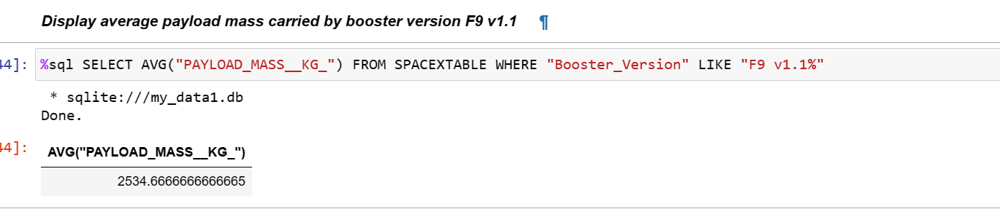 Display average payload mass carried by booster version F9 v1.1 ¶
44]: %sql SELECT AVG("PAYLOAD_MASS__KG_") FROM SPACEXTABLE WHERE "Booster_Version" LIKE "F9 v1.1%"
* sqlite:///my_data1.db
Done.
44]:
AVG("PAYLOAD_MASS__KG_")
2534.6666666666665